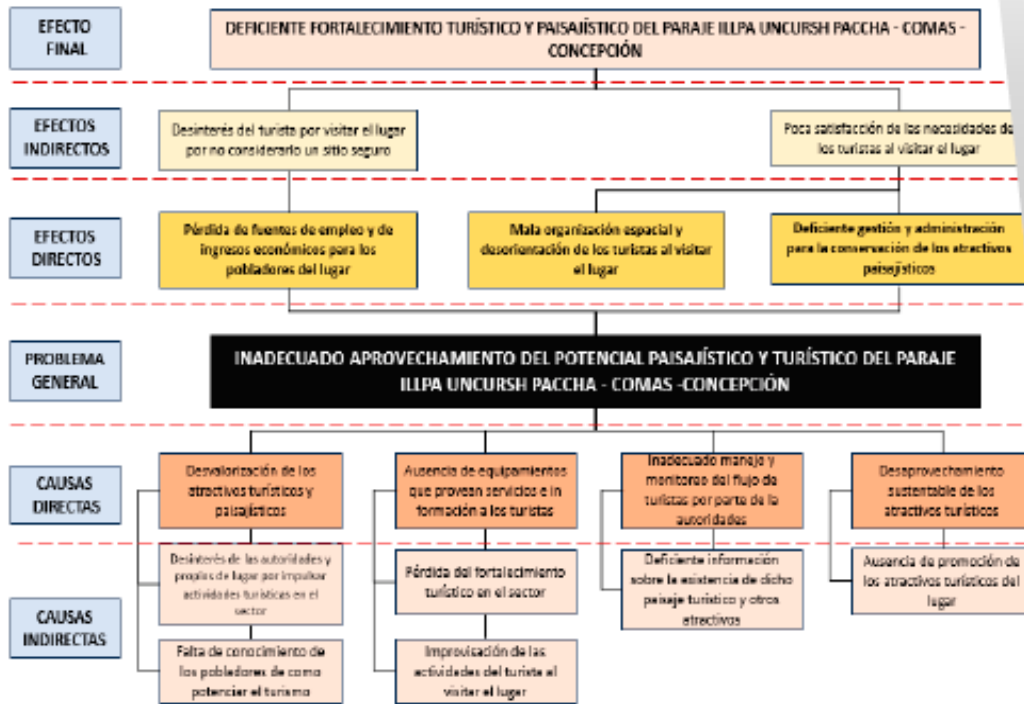 EFECTO
FINAL
DEFICIENTE FORTALECIMIENTO TURÍSTICO Y PAISAJÍSTICO DEL PARAJE ILLPA UNCURSH PACCHA - COMAS -
CONCEPCIÓN
EFECTOS
INDIRECTOS
Desinterés del turista por visitar el lugar
por no considerarlo un sitio seguro
Poca satisfacción de las necesidades de
los turistas al visitar el lugar
EFECTOS
DIRECTOS
Pérdida de fuentes de empleo y de
ingresos económicos para los
pobladores del lugar
Mala organización espacial y
desorientación de los turistas al visitar
el lugar
Deficiente gestión y administración
para la conservación de los atractivos
paisajísticos
PROBLEMA
GENERAL
INADECUADO APROVECHAMIENTO DEL POTENCIAL PAISAJÍSTICO Y TURÍSTICO DEL PARAJE
ILLPA UNCURSH PACCHA - COMAS -CONCEPCIÓN
CAUSAS
DIRECTAS
Desvalorización de los
atractivos turísticos y
paisajísticos
Ausencia de equipamientos
que provean servicios e in
formación a los turistas
Inadecuado manejo y
monitoreo del flujo de
turistas por parte de la
autoridades
Desaprovechamiento
sustentable de los
atractivos turísticos
CAUSAS
INDIRECTAS
Desinterés de las autoridades y
propios de lugar por impulsar
actividades turísticas en el
sector
Pérdida del fortalecimiento
turístico en el sector
Deficiente información
sobre la existencia de dicho
paisaje turístico y otros
atractivos
Ausencia de promoción de
los atractivos turísticos del
lugar
Falta de conocimiento de
los pobladores de como
potenciar el turismo
Improvisación de las
actividades del turista al
visitar el lugar